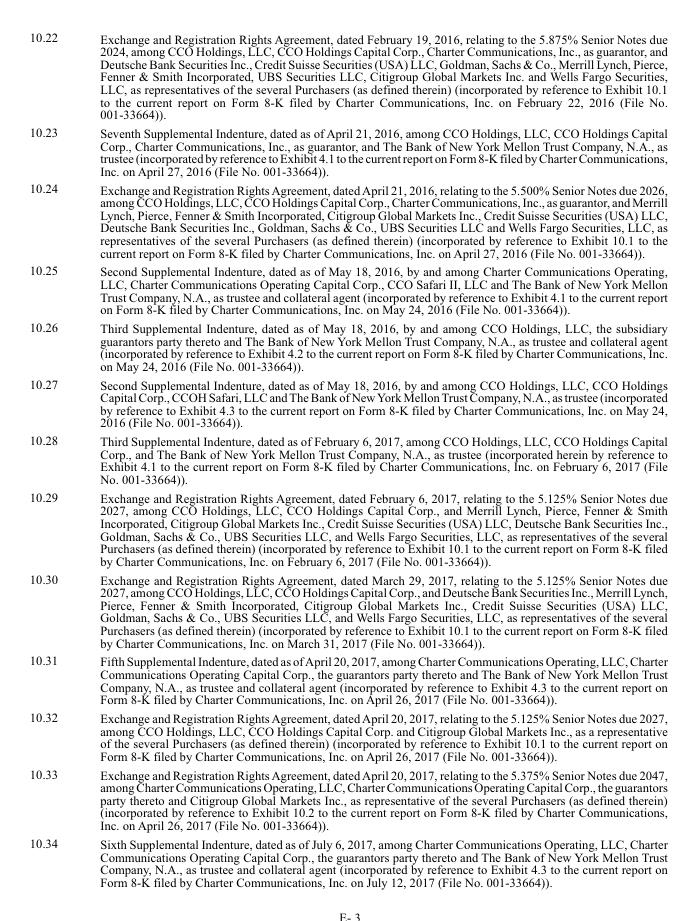 10.22 Exchange and Registration Rights Agreement, dated February 19, 2016, relating to the 5.875% Senior Notes due
2024, among CCO Holdings, LLC, CCO Holdings Capital Corp., Charter Communications, Inc., as guarantor, and
Deutsche Bank Securities Inc., Credit Suisse Securities (USA) LLC, Goldman, Sachs & Co., Merrill Lynch, Pierce,
Fenner & Smith Incorporated, UBS Securities LLC, Citigroup Global Markets Inc. and Wells Fargo Securities,
LLC, as representatives of the several Purchasers (as defined therein) (incorporated by reference to Exhibit 10.1
to the current report on Form 8-K filed by Charter Communications, Inc. on February 22, 2016 (File No.
001-33664)).
10.23 Seventh Supplemental Indenture, dated as of April 21, 2016, among CCO Holdings, LLC, CCO Holdings Capital
Corp., Charter Communications, Inc., as guarantor, and The Bank of New York Mellon Trust Company, N.A., as
trustee (incorporated by reference to Exhibit 4.1 to the current report on Form 8-K filed by Charter Communications,
Inc. on April 27, 2016 (File No. 001-33664)).
10.24 Exchange and Registration Rights Agreement, dated April 21, 2016, relating to the 5.500% Senior Notes due 2026,
among CCO Holdings, LLC, CCO Holdings Capital Corp., Charter Communications, Inc., as guarantor, and Merrill
Lynch, Pierce, Fenner & Smith Incorporated, Citigroup Global Markets Inc., Credit Suisse Securities (USA) LLC,
Deutsche Bank Securities Inc., Goldman, Sachs & Co., UBS Securities LLC and Wells Fargo Securities, LLC, as
representatives of the several Purchasers (as defined therein) (incorporated by reference to Exhibit 10.1 to the
current report on Form 8-K filed by Charter Communications, Inc. on April 27, 2016 (File No. 001-33664)).
10.25 Second Supplemental Indenture, dated as of May 18, 2016, by and among Charter Communications Operating,
LLC, Charter Communications Operating Capital Corp., CCO Safari II, LLC and The Bank of New York Mellon
Trust Company, N.A., as trustee and collateral agent (incorporated by reference to Exhibit 4.1 to the current report
on Form 8-K filed by Charter Communications, Inc. on May 24, 2016 (File No. 001-33664)).
10.26 Third Supplemental Indenture, dated as of May 18, 2016, by and among CCO Holdings, LLC, the subsidiary
guarantors party thereto and The Bank of New York Mellon Trust Company, N.A., as trustee and collateral agent
(incorporated by reference to Exhibit 4.2 to the current report on Form 8-K filed by Charter Communications, Inc.
on May 24, 2016 (File No. 001-33664)).
10.27 Second Supplemental Indenture, dated as of May 18, 2016, by and among CCO Holdings, LLC, CCO Holdings
Capital Corp., CCOH Safari, LLC and The Bank of New York Mellon Trust Company, N.A., as trustee (incorporated
by reference to Exhibit 4.3 to the current report on Form 8-K filed by Charter Communications, Inc. on May 24,
2016 (File No. 001-33664)).
10.28 Third Supplemental Indenture, dated as of February 6, 2017, among CCO Holdings, LLC, CCO Holdings Capital
Corp., and The Bank of New York Mellon Trust Company, N.A., as trustee (incorporated herein by reference to
Exhibit 4.1 to the current report on Form 8-K filed by Charter Communications, Inc. on February 6, 2017 (File
No. 001-33664)).
10.29 Exchange and Registration Rights Agreement, dated February 6, 2017, relating to the 5.125% Senior Notes due
2027, among CCO Holdings, LLC, CCO Holdings Capital Corp., and Merrill Lynch, Pierce, Fenner & Smith
Incorporated, Citigroup Global Markets Inc., Credit Suisse Securities (USA) LLC, Deutsche Bank Securities Inc.,
Goldman, Sachs & Co., UBS Securities LLC, and Wells Fargo Securities, LLC, as representatives of the several
Purchasers (as defined therein) (incorporated by reference to Exhibit 10.1 to the current report on Form 8-K filed
by Charter Communications, Inc. on February 6, 2017 (File No. 001-33664)).
10.30 Exchange and Registration Rights Agreement, dated March 29, 2017, relating to the 5.125% Senior Notes due
2027, among CCO Holdings, LLC, CCO Holdings Capital Corp., and Deutsche Bank Securities Inc., Merrill Lynch,
Pierce, Fenner & Smith Incorporated, Citigroup Global Markets Inc., Credit Suisse Securities (USA) LLC,
Goldman, Sachs & Co., UBS Securities LLC, and Wells Fargo Securities, LLC, as representatives of the several
Purchasers (as defined therein) (incorporated by reference to Exhibit 10.1 to the current report on Form 8-K filed
by Charter Communications, Inc. on March 31, 2017 (File No. 001-33664)).
10.31 Fifth Supplemental Indenture, dated as of April 20, 2017, among Charter Communications Operating, LLC, Charter
Communications Operating Capital Corp., the guarantors party thereto and The Bank of New York Mellon Trust
Company, N.A., as trustee and collateral agent (incorporated by reference to Exhibit 4.3 to the current report on
Form 8-K filed by Charter Communications, Inc. on April 26, 2017 (File No. 001-33664)).
10.32 Exchange and Registration Rights Agreement, dated April 20, 2017, relating to the 5.125% Senior Notes due 2027,
among CCO Holdings, LLC, CCO Holdings Capital Corp. and Citigroup Global Markets Inc., as a representative
of the several Purchasers (as defined therein) (incorporated by reference to Exhibit 10.1 to the current report on
Form 8-K filed by Charter Communications, Inc. on April 26, 2017 (File No. 001-33664)).
10.33 Exchange and Registration Rights Agreement, dated April 20, 2017, relating to the 5.375% Senior Notes due 2047,
among Charter Communications Operating, LLC, Charter Communications Operating Capital Corp., the guarantors
party thereto and Citigroup Global Markets Inc., as representative of the several Purchasers (as defined therein)
(incorporated by reference to Exhibit 10.2 to the current report on Form 8-K filed by Charter Communications,
Inc. on April 26, 2017 (File No. 001-33664)).
10.34 Sixth Supplemental Indenture, dated as of July 6, 2017, among Charter Communications Operating, LLC, Charter
Communications Operating Capital Corp., the guarantors party thereto and The Bank of New York Mellon Trust
Company, N.A., as trustee and collateral agent (incorporated by reference to Exhibit 4.3 to the current report on
Form 8-K filed by Charter Communications, Inc. on July 12, 2017 (File No. 001-33664)).
E- 3